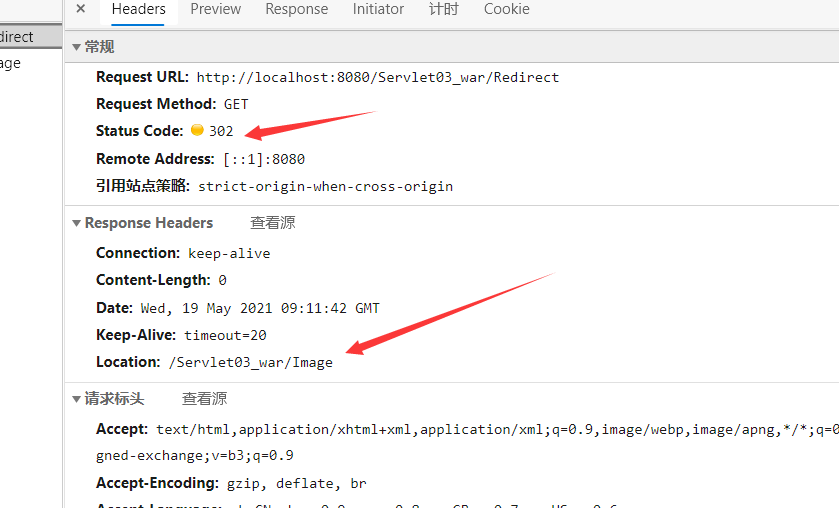 × Headers Preview Response Initiator 计时 Cookie
direct
常规
age
Request URL: http://localhost:8080/Servlet03_war/Redirect
Request Method: GET
Status Code: 302
Remote Address: [::1]:8080
引用站点策略: strict-origin-when-cross-origin
Response Headers 查看源
Connection: keep-alive
Content-Length: 0
Date: Wed, 19 May 2021 09:11:42 GMT
Keep-Alive: timeout=20
Location: /Servlet03_war/Image
请求标头 查看源
Accept: text/html,application/xhtml+xml,application/xml;q=0.9,image/webp,image/apng,*/*;q=0
gned-exchange;v=b3;q=0.9
Accept-Encoding: gzip, deflate, br